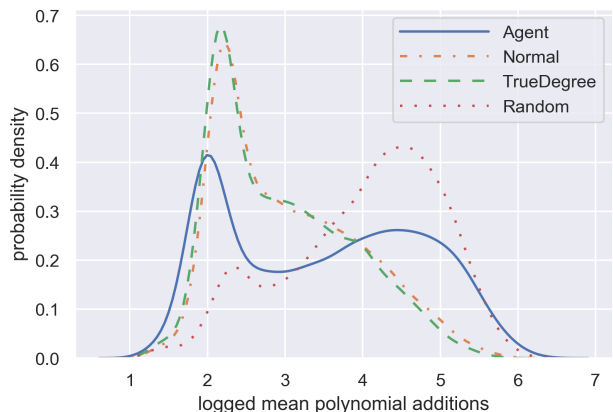 0.7
0.6
0.5
0.4
0.3
0.2
0.1
0.0
probability density
Agent
Normal
TrueDegree
Random
1 2 3 4 5 6 7
logged mean polynomial additions